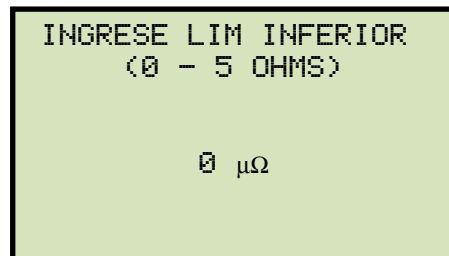 INGRESE LIM INFERIOR
(0 - 5 OHMS)
0 μΩ